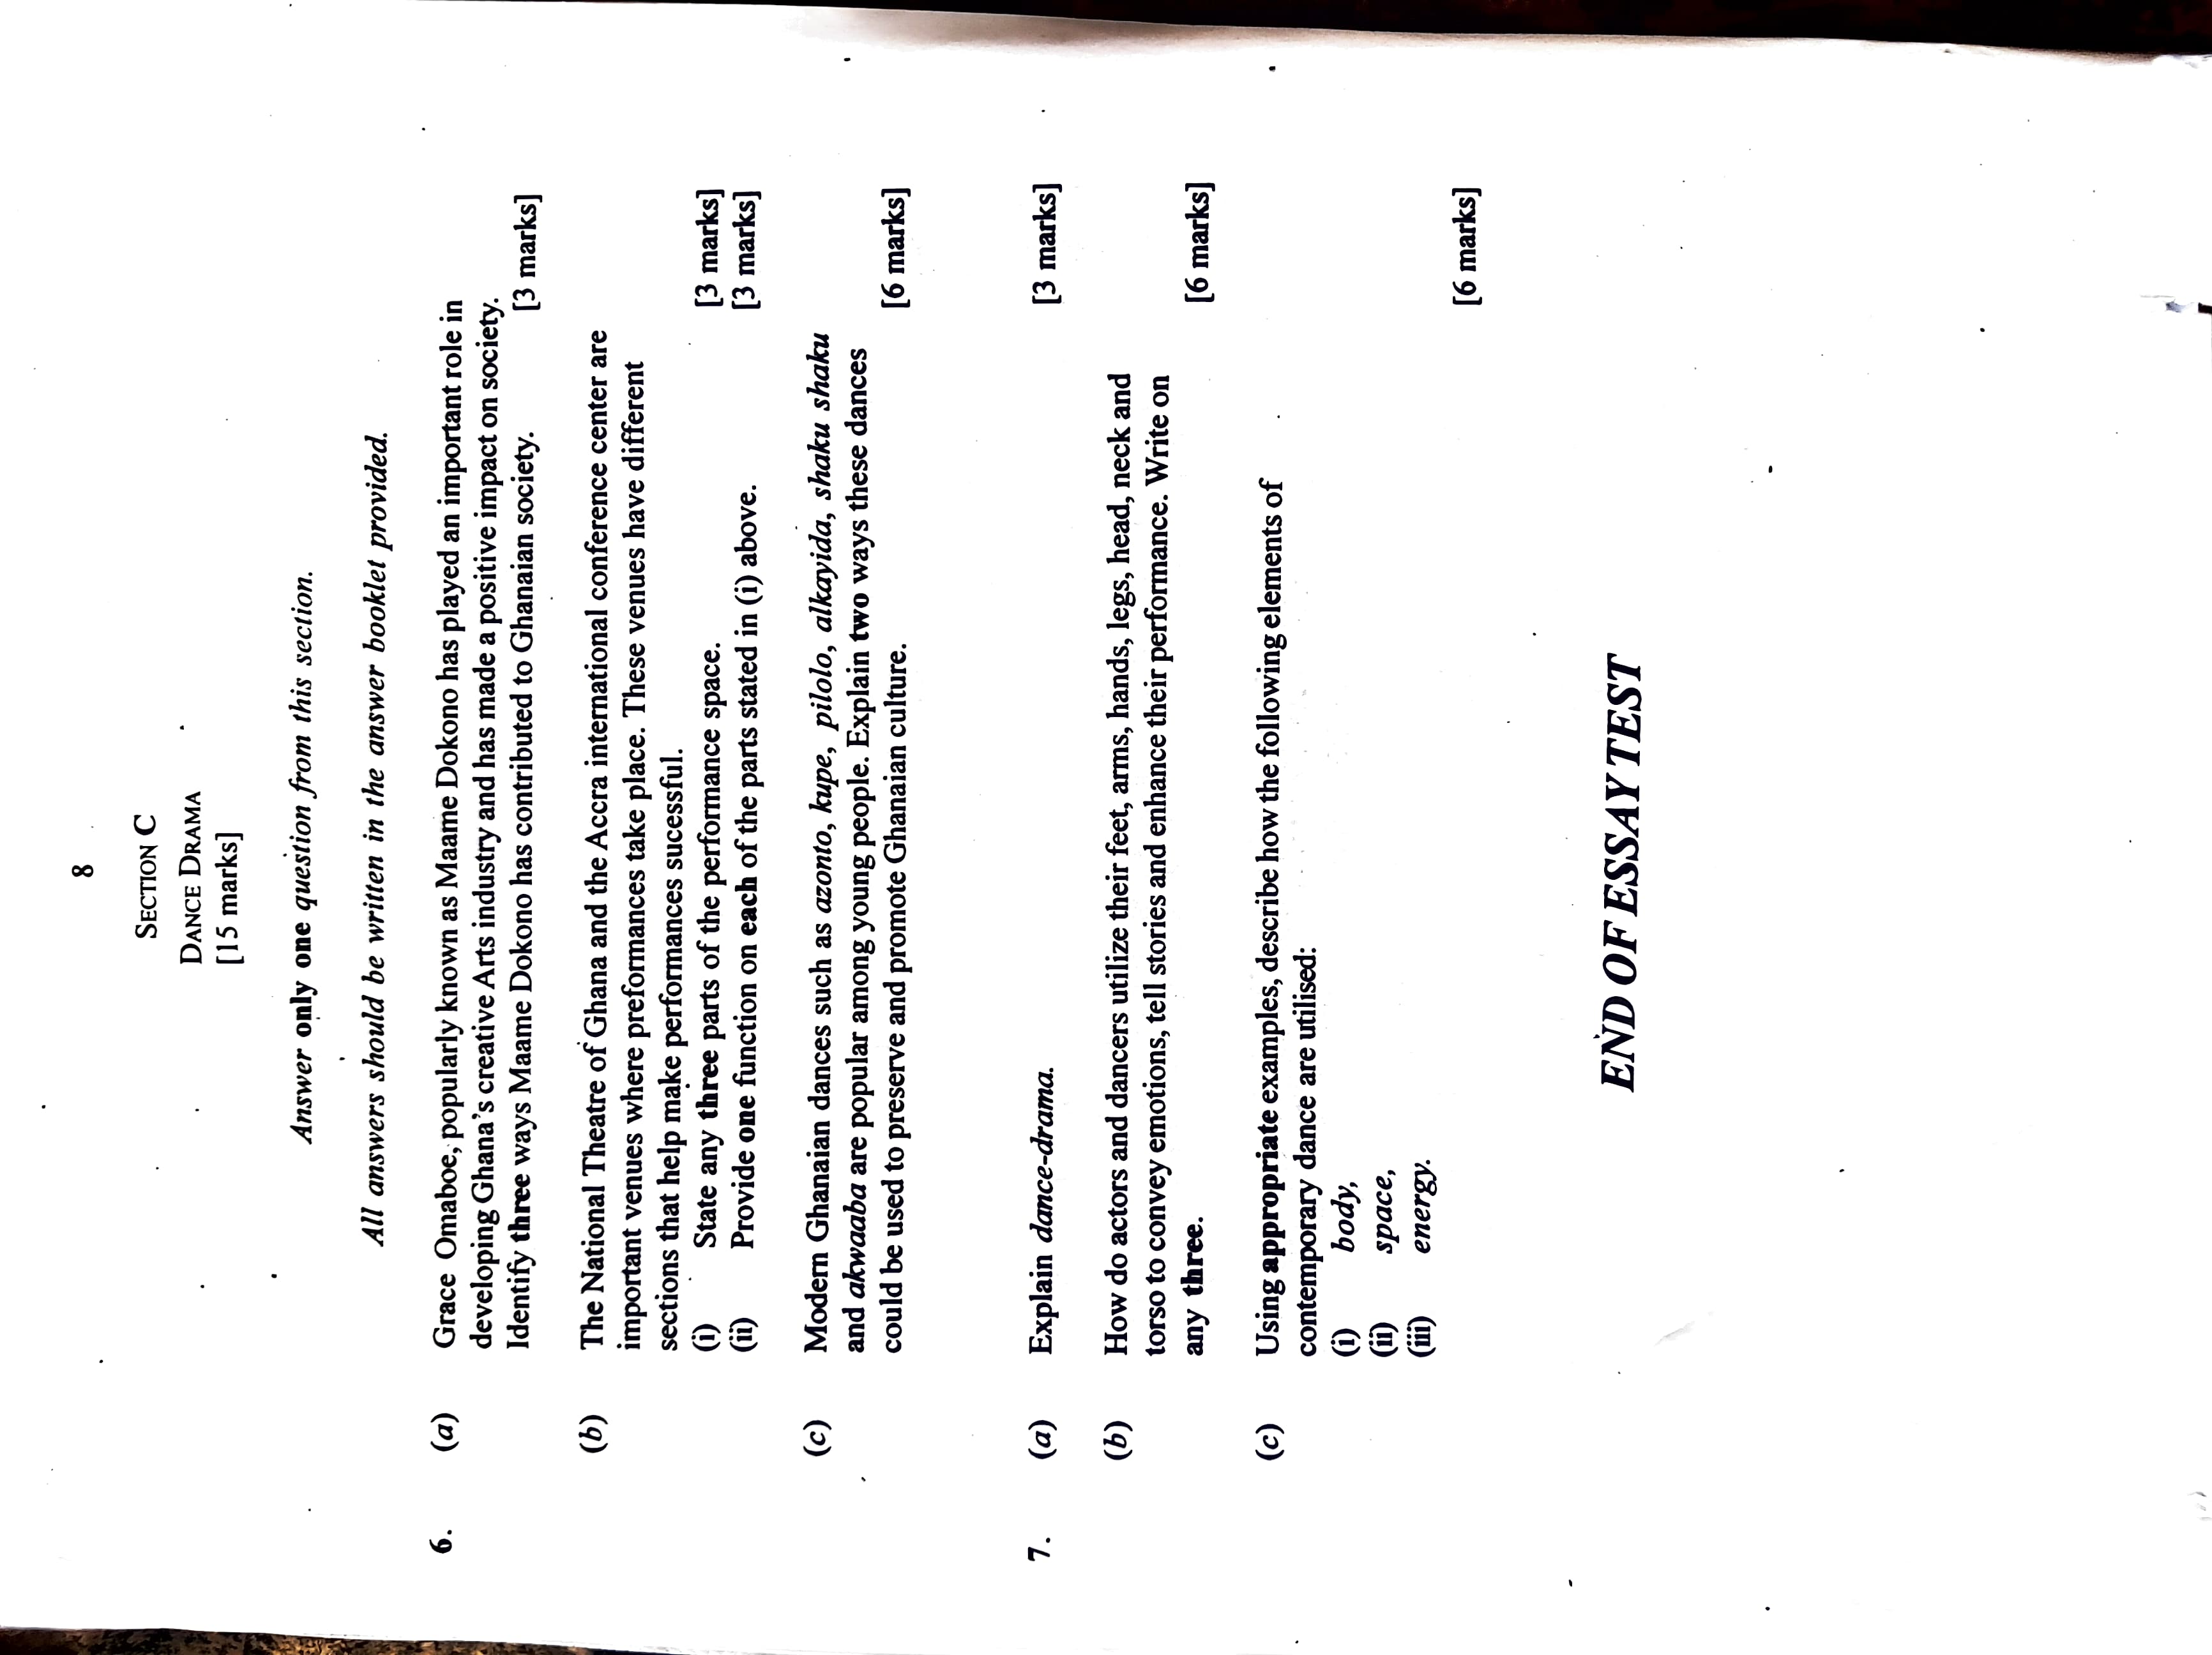 8
SECTION C
DANCE DRAMA
[15 marks]
Answer only one question from this section.
All answers should be written in the answer booklet provided.
6. (a) Grace Omaboe, popularly known as Maame Dokono has played an important role in
developing Ghana's creative Arts industry and has made a positive impact on society.
Identify three ways Maame Dokono has contributed to Ghanaian society. [3 marks]
(b) The National Theatre of Ghana and the Accra international conference center are
important venues where preformances take place. These venues have different
sections that help make performances sucessful.
(i) State any three parts of the performance space. [3 marks]
(ii) Provide one function on each of the parts stated in (i) above. [3 marks]
(c) Modern Ghanaian dances such as azonto, kupe, pilolo, alkayida, shaku shaku
and akwaaba are popular among young people. Explain two ways these dances
could be used to preserve and promote Ghanaian culture. [6 marks]
7. (a) Explain dance-drama. [3 marks]
(b) How do actors and dancers utilize their feet, arms, hands, legs, head, neck and
torso to convey emotions, tell stories and enhance their performance. Write on
any three. [6 marks]
(c) Using appropriate examples, describe how the following elements of
contemporary dance are utilised:
(i) body,
(ii) space,
(iii) energy.
[6 marks]
END OF ESSAY TEST